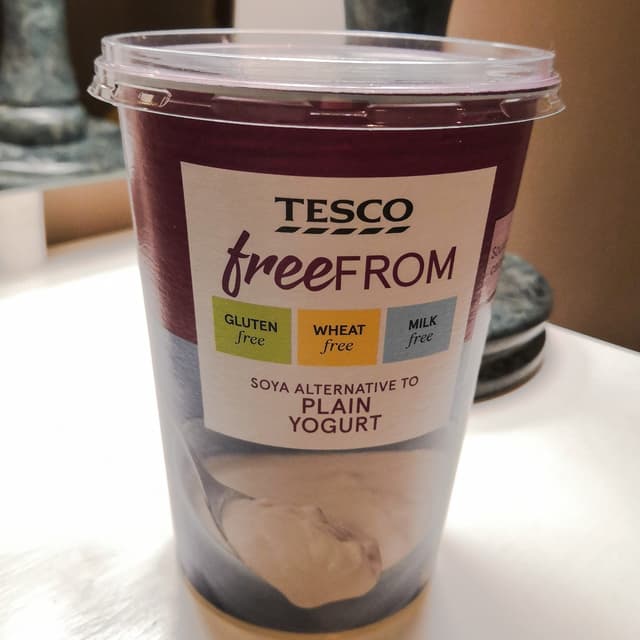 TESCO
freeFROM
GLUTEN
free
WHEAT
free
MILK
free
SOYA ALTERNATIVE TO
PLAIN
YOGURT